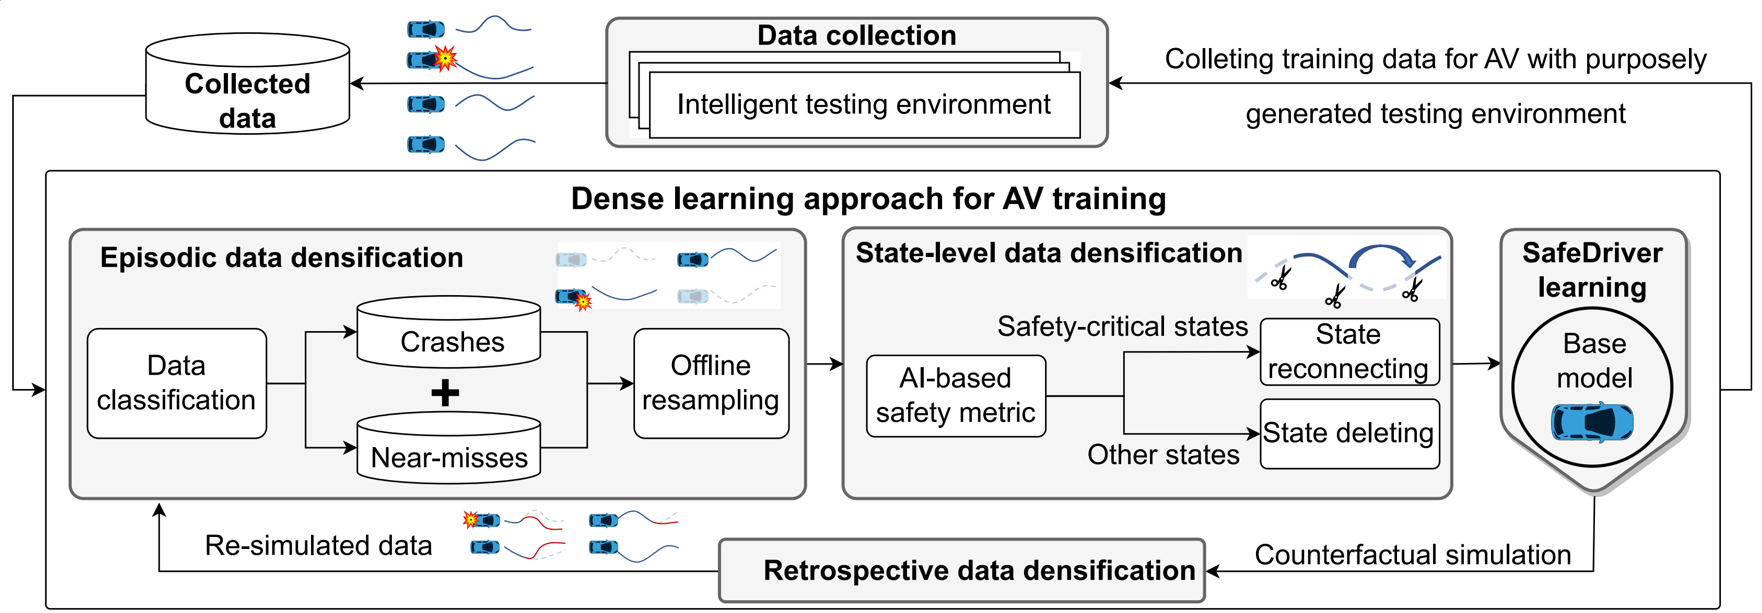 Data collection
Intelligent testing environment
Colleting training data for AV with purposely
generated testing environment
Collected
data
Dense learning approach for AV training
Episodic data densification
Data
classification
Crashes
+
Near-misses
Offline
resampling
State-level data densification
AI-based
safety metric
Safety-critical states
Other states
State
reconnecting
State deleting
SafeDriver
learning
Base
model
Counterfactual simulation
Retrospective data densification
Re-simulated data